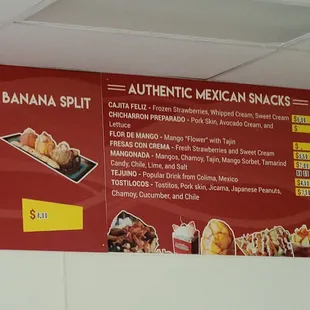 BANANA SPLIT
AUTHENTIC MEXICAN SNACKS
CAJITA FELIZ - Frozen Strawberries, Whipped Cream, Sweet Cream
CHICHARRON PREPARADO - Pork Skin, Avocado Cream, and
Lettuce
FLOR DE MANGO - Mango "Flower" with Tajin
FRESAS CON CREMA - Fresh Strawberries and Sweet Cream
MANGONADA - Mangos, Chamoy, Tajin, Mango Sorbet, Tamarind
Candy, Chile, Lime, and Salt
TEJUINO - Popular Drink from Colima, Mexico
TOSTILOCOS - Tostitos, Pork skin, Jicama, Japanese Peanuts,
Chamoy, Cucumber, and Chile